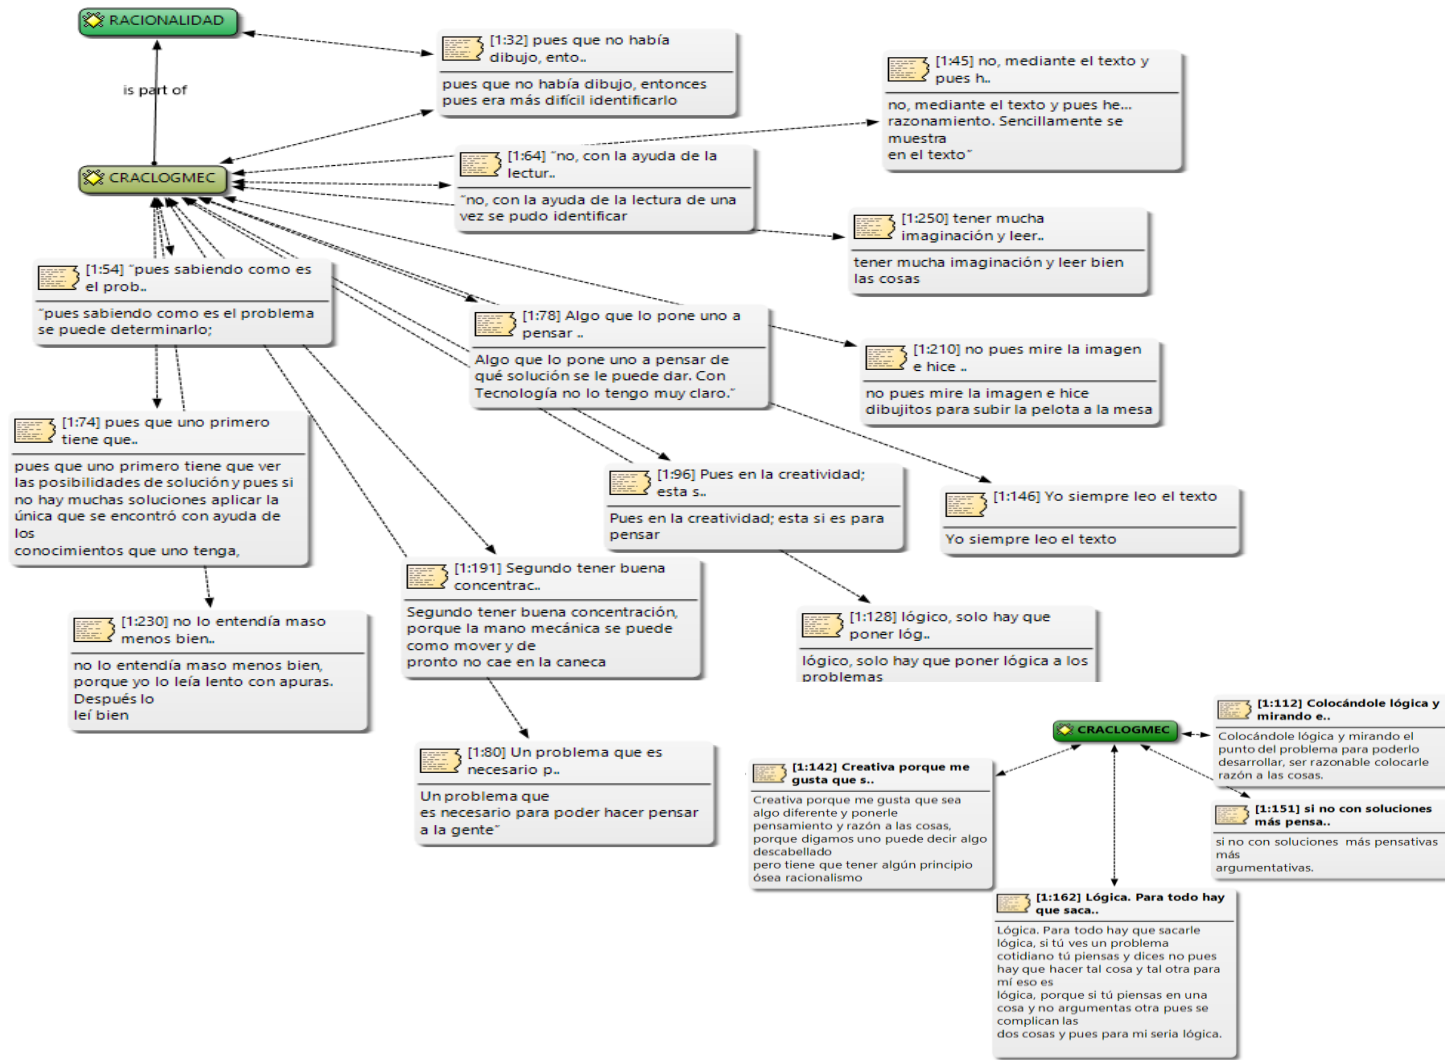 RACIONALIDAD
is part of
CRACLOGMEC
[1:32] pues que no había
dibujo, ento..
pues que no había dibujo, entonces
pues era más difícil identificarlo
[1:45] no, mediante el texto y
pues h..
no, mediante el texto y pues he...
razonamiento. Sencillamente se
muestra
en el texto"
[1:64] "no, con la ayuda de la
lectur..
"no, con la ayuda de la lectura de una
vez se pudo identificar
[1:250] tener mucha
imaginación y leer..
tener mucha imaginación y leer bien
las cosas
[1:54] "pues sabiendo como es
el prob..
"pues sabiendo como es el problema
se puede determinarlo;
[1:78] Algo que lo pone uno a
pensar ..
Algo que lo pone uno a pensar de
qué solución se le puede dar. Con
Tecnología no lo tengo muy claro."
[1:210] no pues mire la imagen
e hice ..
no pues mire la imagen e hice
dibujitos para subir la pelota a la mesa
[1:74] pues que uno primero
tiene que..
pues que uno primero tiene que ver
las posibilidades de solución y pues si
no hay muchas soluciones aplicar la
única que se encontró con ayuda de
los
conocimientos que uno tenga,
[1:96] Pues en la creatividad;
esta s..
Pues en la creatividad; esta si es para
pensar
[1:146] Yo siempre leo el texto
Yo siempre leo el texto
[1:191] Segundo tener buena
concentrac..
Segundo tener buena concentración,
porque la mano mecánica se puede
como mover y de
pronto no cae en la caneca
[1:230] no lo entendía maso
menos bien..
no lo entendía maso menos bien,
porque yo lo leía lento con apuras.
Después lo
leí bien
[1:128] lógico, solo hay que
poner lóg..
lógico, solo hay que poner lógica a los
problemas
[1:80] Un problema que es
necesario p..
Un problema que
es necesario para poder hacer pensar
a la gente"
CRACLOGMEC
[1:112] Colocándole lógica y
mirando e..
Colocándole lógica y mirando el
punto del problema para poderlo
desarrollar, ser razonable colocarle
razón a las cosas.
[1:142] Creativa porque me
gusta que s..
Creativa porque me gusta que sea
algo diferente y ponerle
pensamiento y razón a las cosas,
porque digamos uno puede decir algo
descabellado
pero tiene que tener algún principio
ósea racionalismo
[1:151] si no con soluciones
más pensa..
si no con soluciones más pensativas
más
argumentativas.
[1:162] Lógica. Para todo hay
que saca..
Lógica. Para todo hay que sacarle
lógica, si tú ves un problema
cotidiano tú piensas y dices no pues
hay que hacer tal cosa y tal otra para
mí eso es
lógica, porque si tú piensas en una
cosa y no argumentas otra pues se
complican las
dos cosas y pues para mi seria lógica.